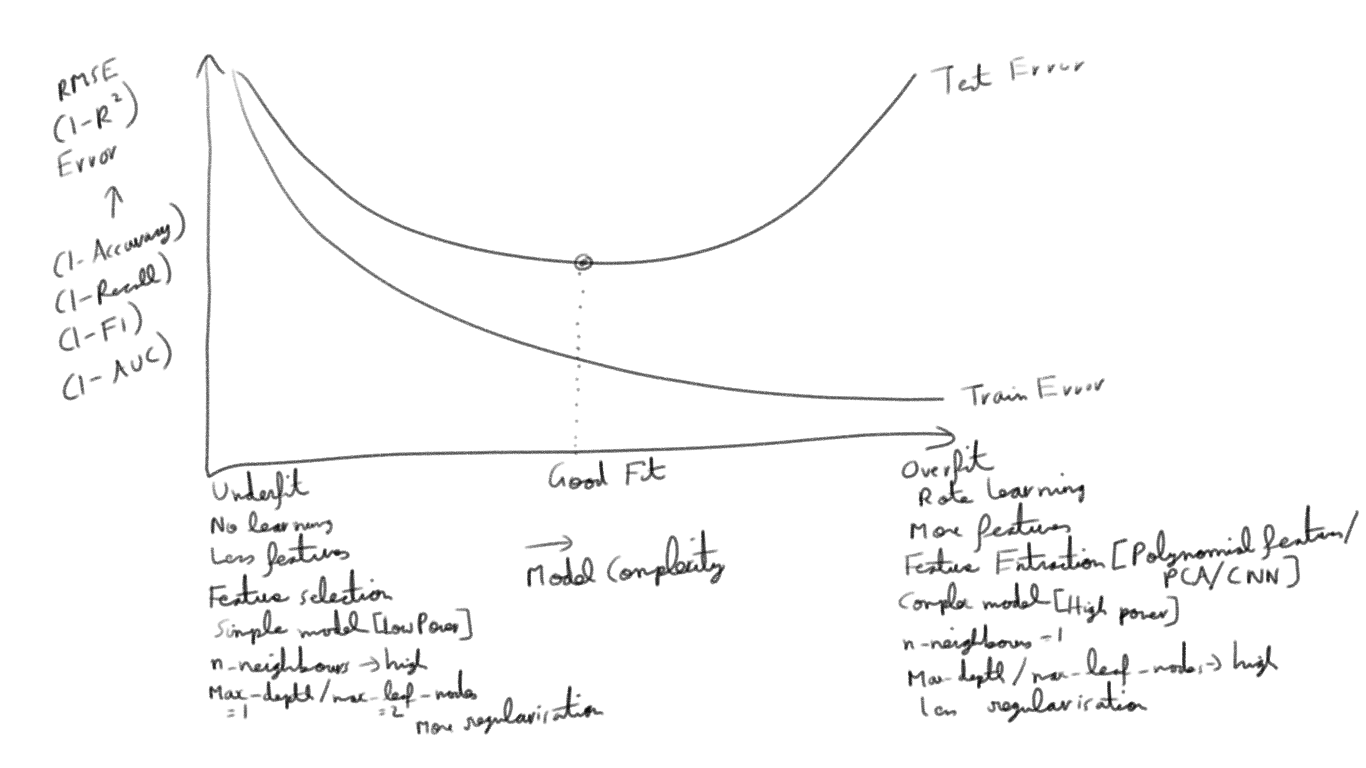 RMSE
(1-R²)
Error
↑
(1-Accuracy)
(1-Recall)
(1-F1)
(1-AUC)
Test Error
Train Error
Underfit
No learning
Less features
Feature selection
Simple model [Low Power]
n-neighbours → high
Max-depth/max-leaf-nodes
=1 =2
More regularisation
Good Fit
→
Model Complexity
Overfit
Rote learning
More features
Feature Extraction [Polynomial feature/
PCA/CNN]
Complex model [High power]
n-neighbours=1
Max-depth/max-leaf-nodes → high
Less regularisation